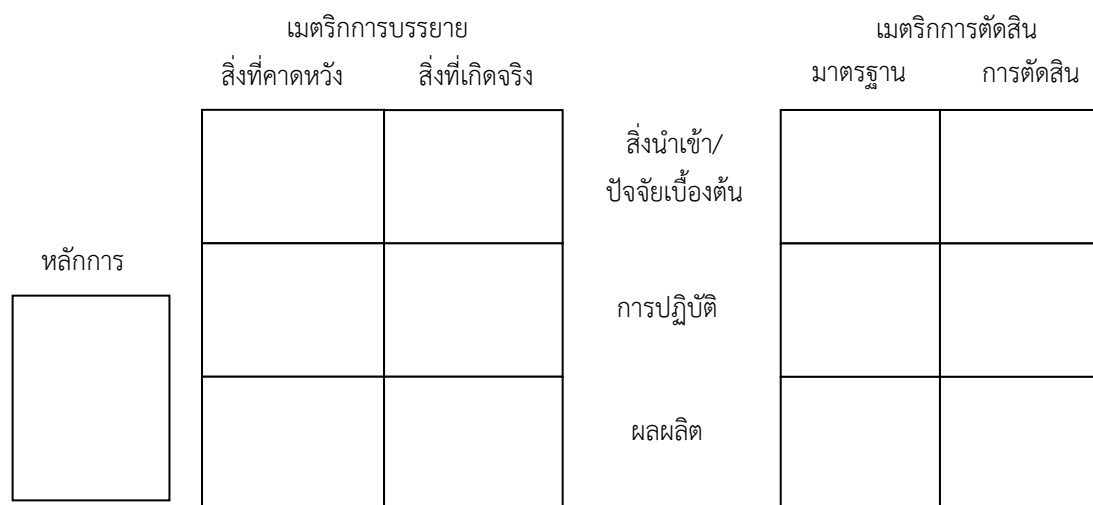 เมตริกการบรรยาย
เมตริกการตัดสิน
สิ่งที่คาดหวัง
สิ่งที่เกิดจริง
มาตรฐาน
การตัดสิน
สิ่งนำเข้า/
ปัจจัยเบื้องต้น
หลักการ
การปฏิบัติ
ผลผลิต